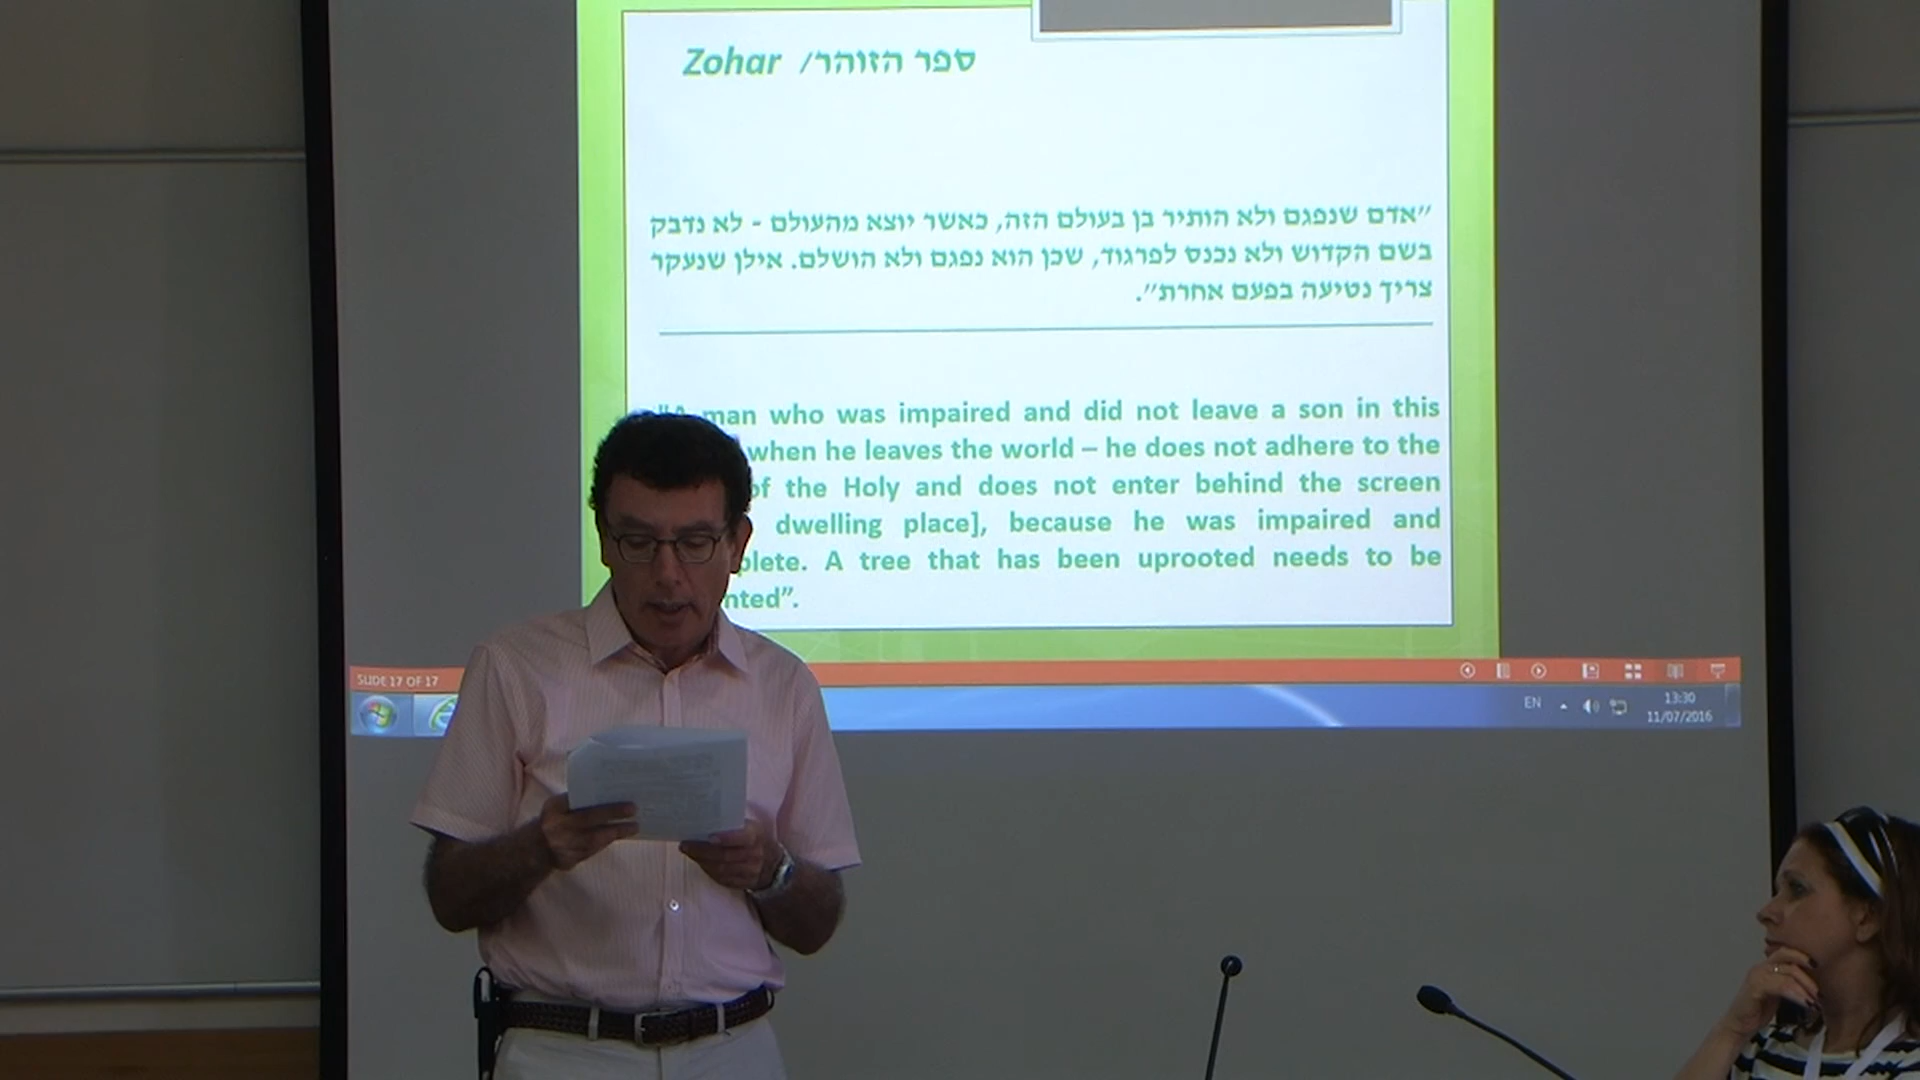 Zohar /ספר הזוהר
"אדם שנפגם ולא הותיר בן בעולם הזה, כאשר יוצא מהעולם - לא נדבק
בשם הקדוש ולא נכנס לפרגוד, שכן הוא נפגם ולא הושלם. אילן שנעקר
צריך נטיעה בפעם אחרת".
"A man who was impaired and did not leave a son in this
when he leaves the world – he does not adhere to the
of the Holy and does not enter behind the screen
dwelling place], because he was impaired and
plete. A tree that has been uprooted needs to be
nted".
SLIDE 17 OF 17
EN
13:30
11/07/2016